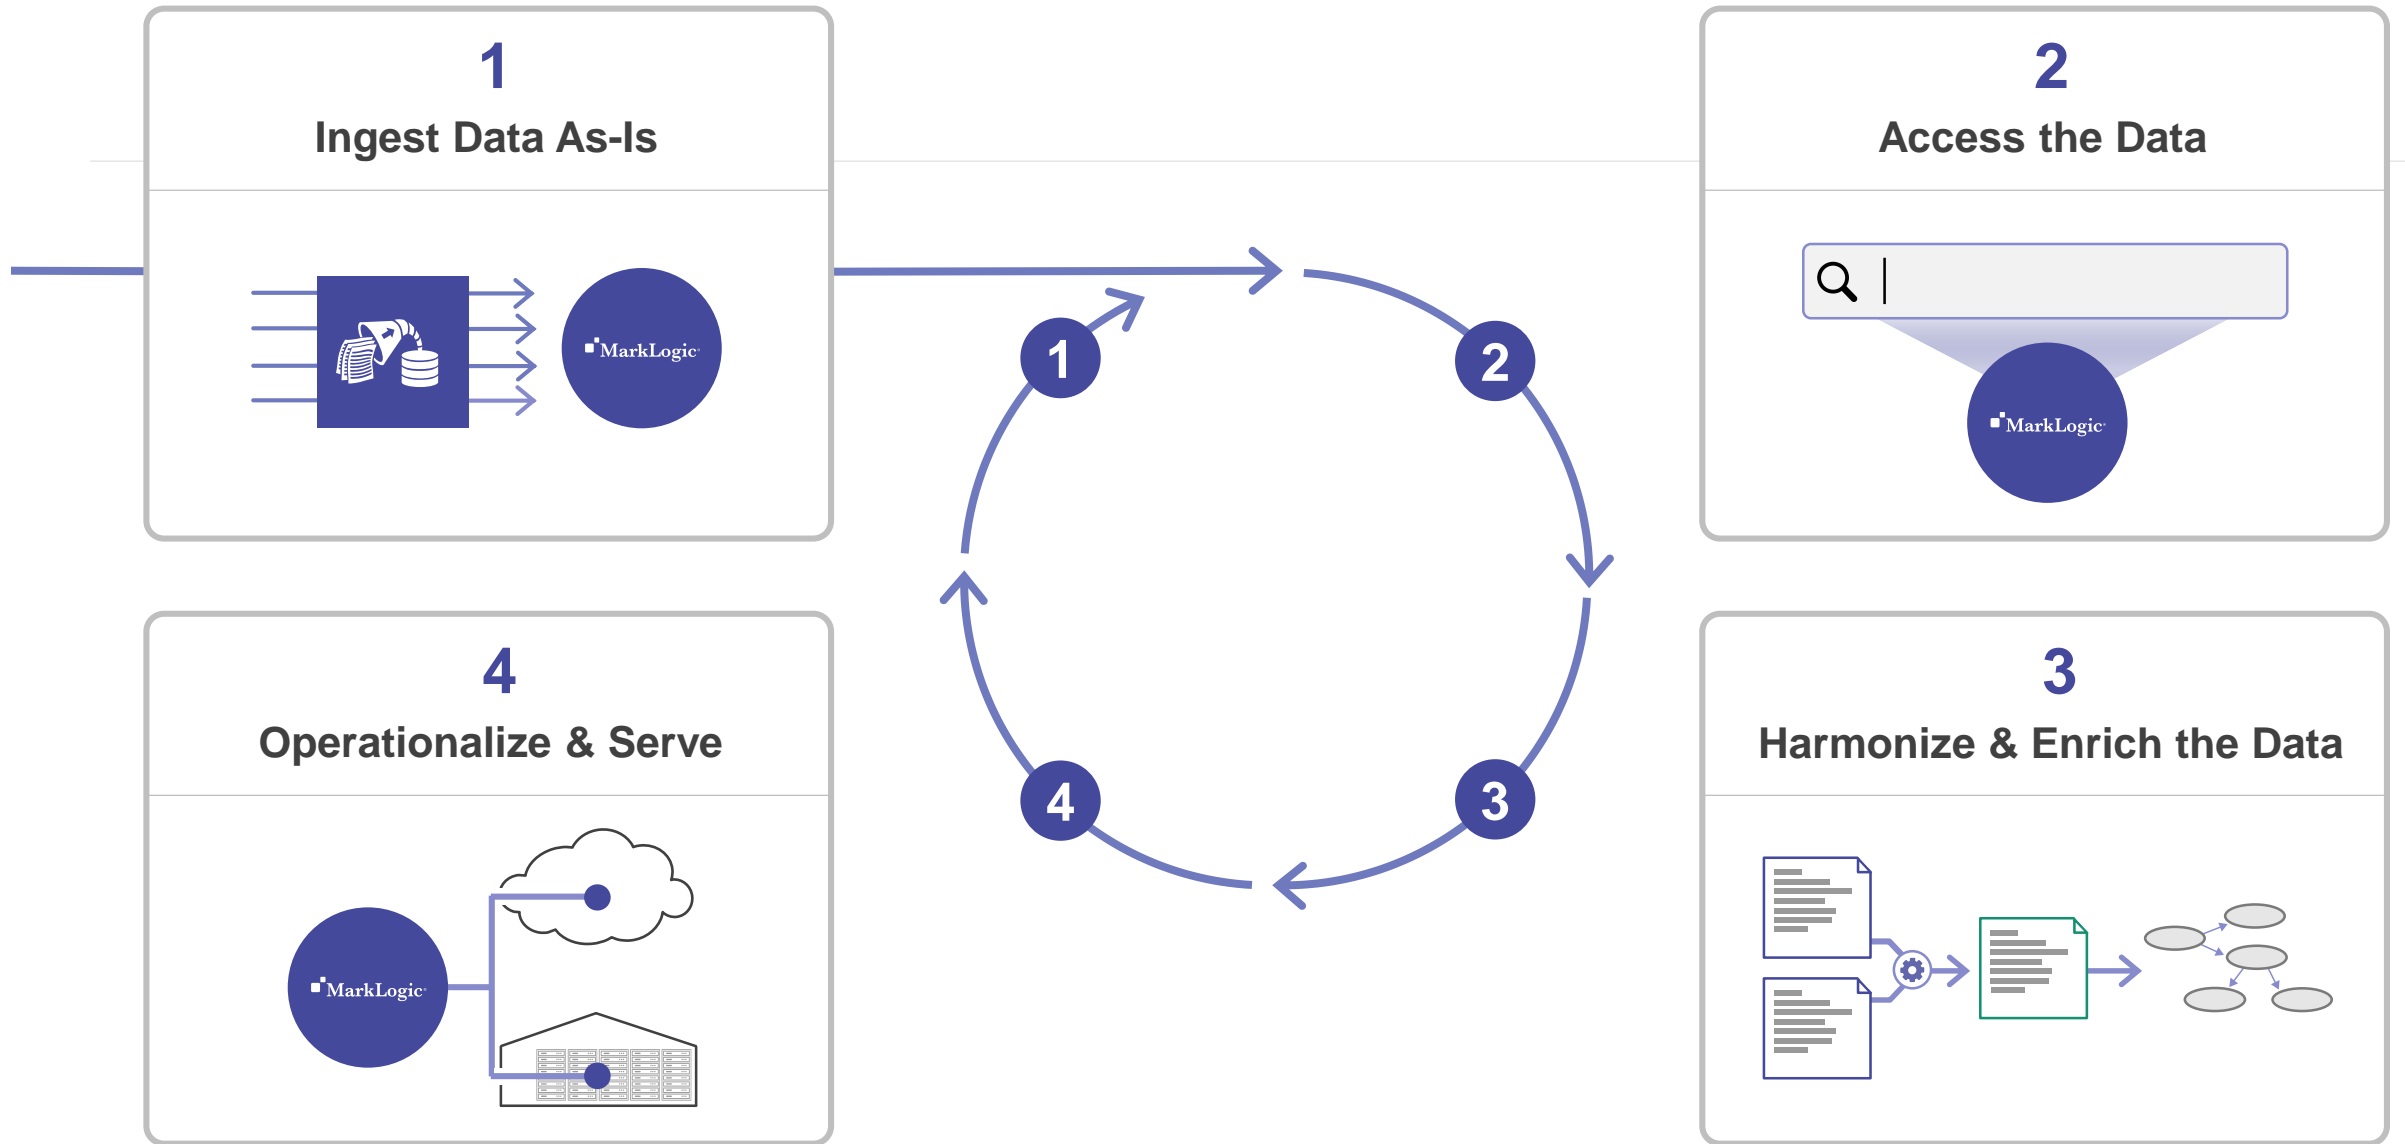 1
Ingest Data As-Is
MarkLogic
2
Access the Data
MarkLogic
1
2
4
3
4
Operationalize & Serve
MarkLogic
3
Harmonize & Enrich the Data